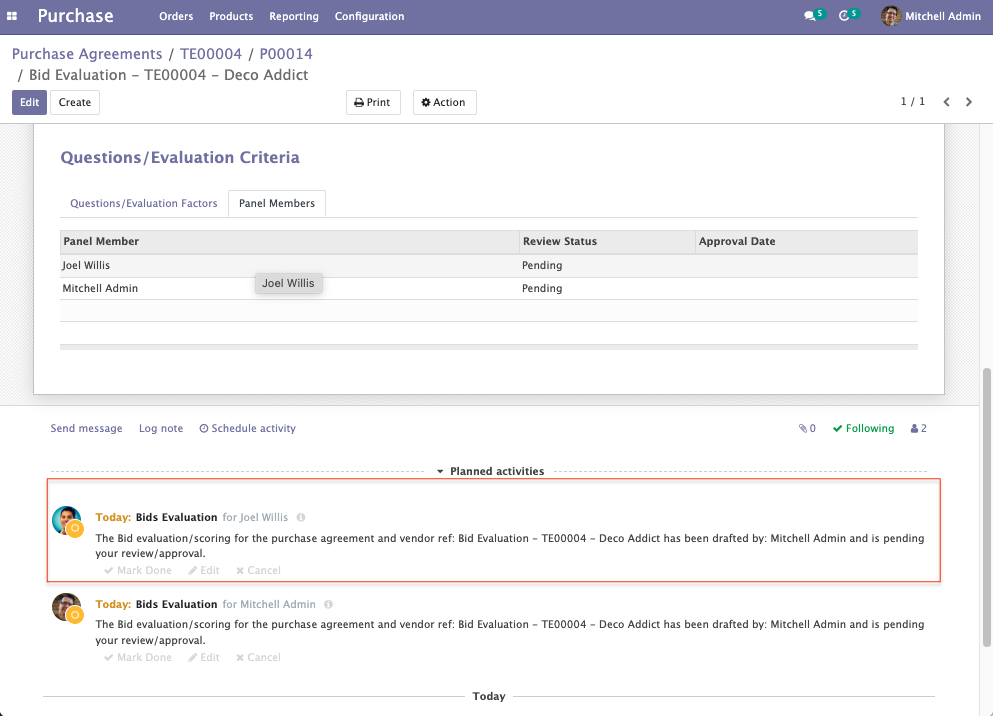 Purchase Orders Products Reporting Configuration 5 5 Mitchell Admin
Purchase Agreements / TE00004 / P00014
/ Bid Evaluation – TE00004 – Deco Addict
Edit Create Print Action 1 / 1
Questions/Evaluation Criteria
Questions/Evaluation Factors Panel Members
Panel Member Review Status Approval Date
Joel Willis Pending
Joel Willis
Mitchell Admin Pending
Send message Log note Schedule activity 0 Following 2
Planned activities
Today: Bids Evaluation for Joel Willis
The Bid evaluation/scoring for the purchase agreement and vendor ref: Bid Evaluation – TE00004 – Deco Addict has been drafted by: Mitchell Admin and is pending
your review/approval.
Mark Done Edit Cancel
Today: Bids Evaluation for Mitchell Admin
The Bid evaluation/scoring for the purchase agreement and vendor ref: Bid Evaluation – TE00004 – Deco Addict has been drafted by: Mitchell Admin and is pending
your review/approval.
Mark Done Edit Cancel
Today